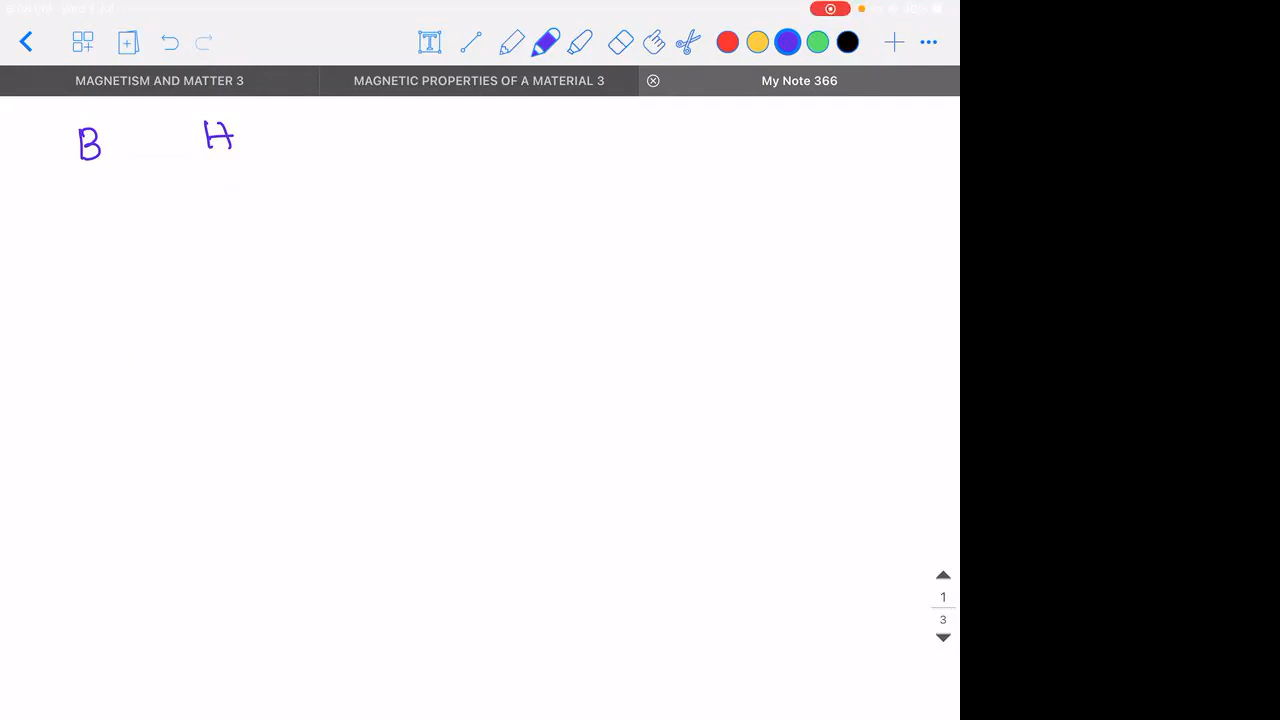 MAGNETISM AND MATTER 3 MAGNETIC PROPERTIES OF A MATERIAL 3 My Note 366
B H
1
3